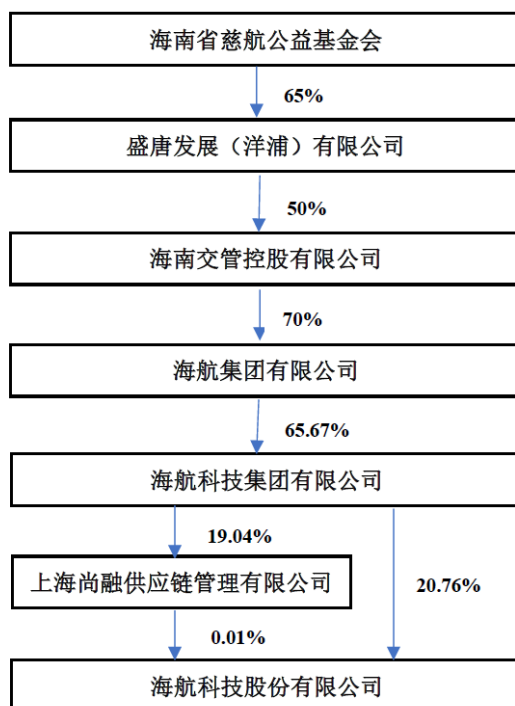 海南省慈航公益基金会
65%
盛唐发展（洋浦）有限公司
50%
海南交管控股有限公司
70%
海航集团有限公司
65.67%
海航科技集团有限公司
19.04%
上海尚融供应链管理有限公司
20.76%
0.01%
海航科技股份有限公司